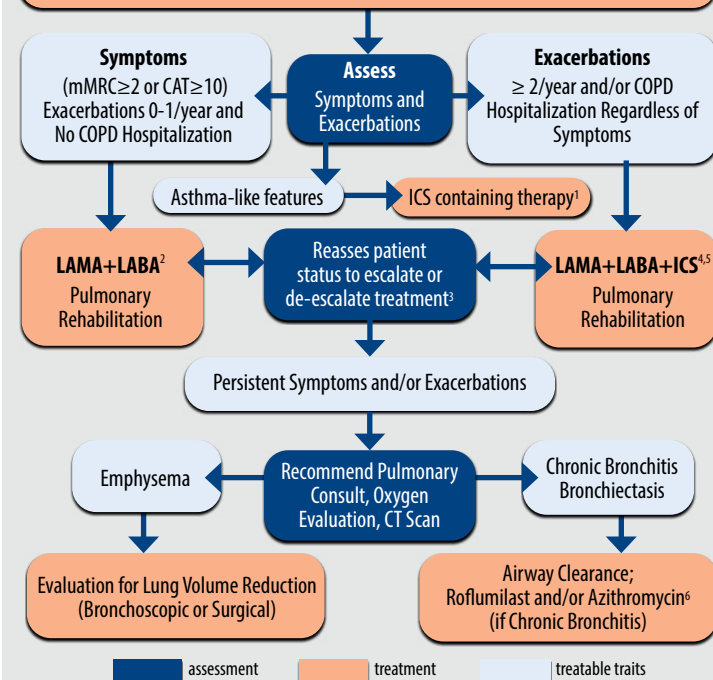 Symptoms
(mMRC≥2 or CAT≥10)
Exacerbations 0-1/year and
No COPD Hospitalization
Assess
Symptoms and
Exacerbations
Exacerbations
≥ 2/year and/or COPD
Hospitalization Regardless of
Symptoms
Asthma-like features
ICS containing therapy¹
LAMA+LABA²
Pulmonary
Rehabilitation
Reasses patient
status to escalate or
de-escalate treatment³
LAMA+LABA+ICS⁴,⁵
Pulmonary
Rehabilitation
Persistent Symptoms and/or Exacerbations
Emphysema
Recommend Pulmonary
Consult, Oxygen
Evaluation, CT Scan
Chronic Bronchitis
Bronchiectasis
Evaluation for Lung Volume Reduction
(Bronchoscopic or Surgical)
Airway Clearance;
Roflumilast and/or Azithromycin⁶
(if Chronic Bronchitis)
assessment
treatment
treatable traits